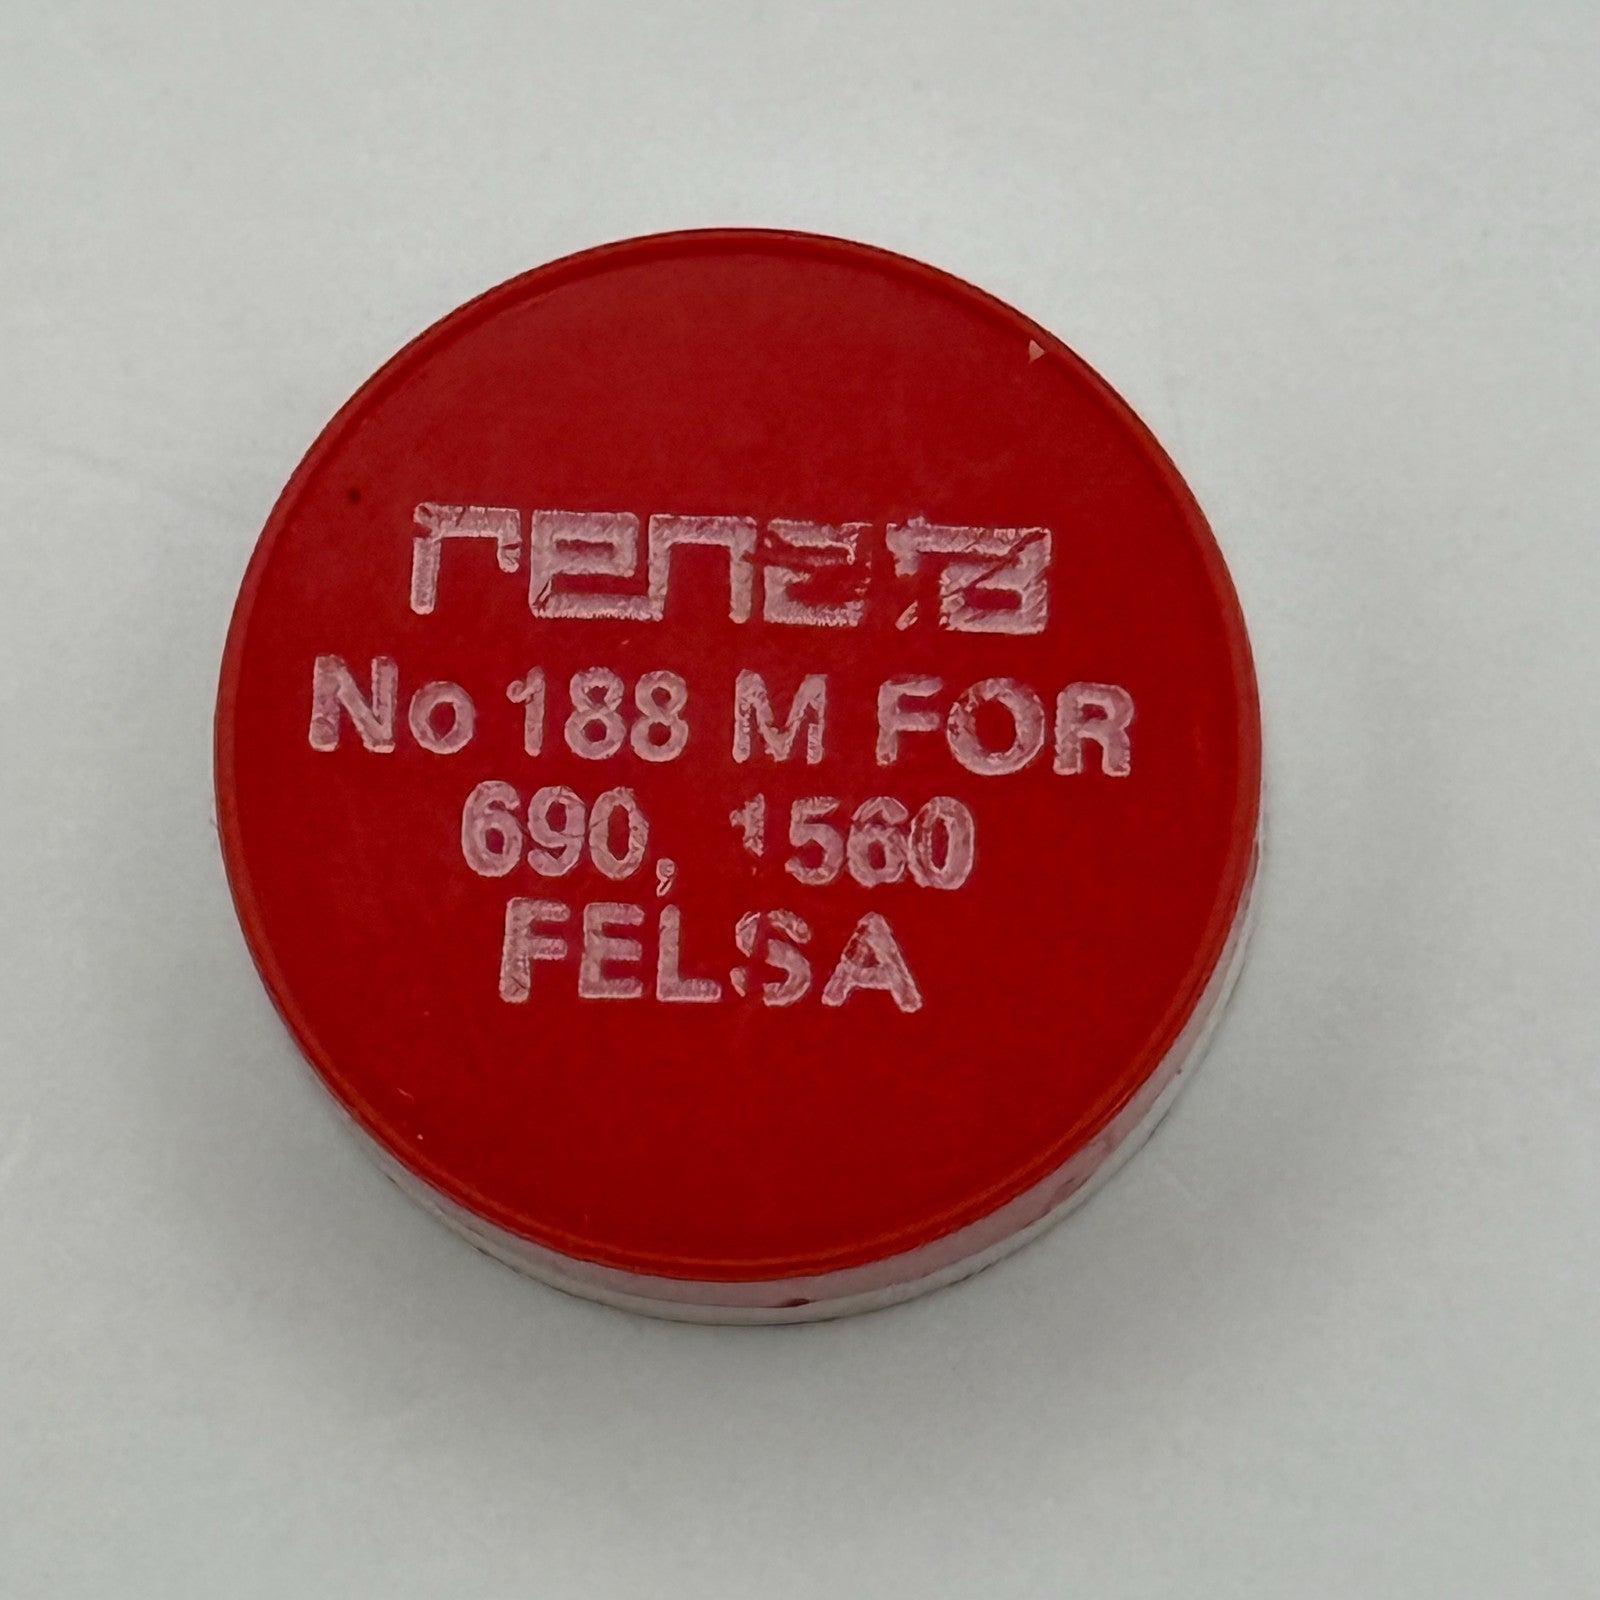 renata
No 188 M FOR
690, 1560
FELSA